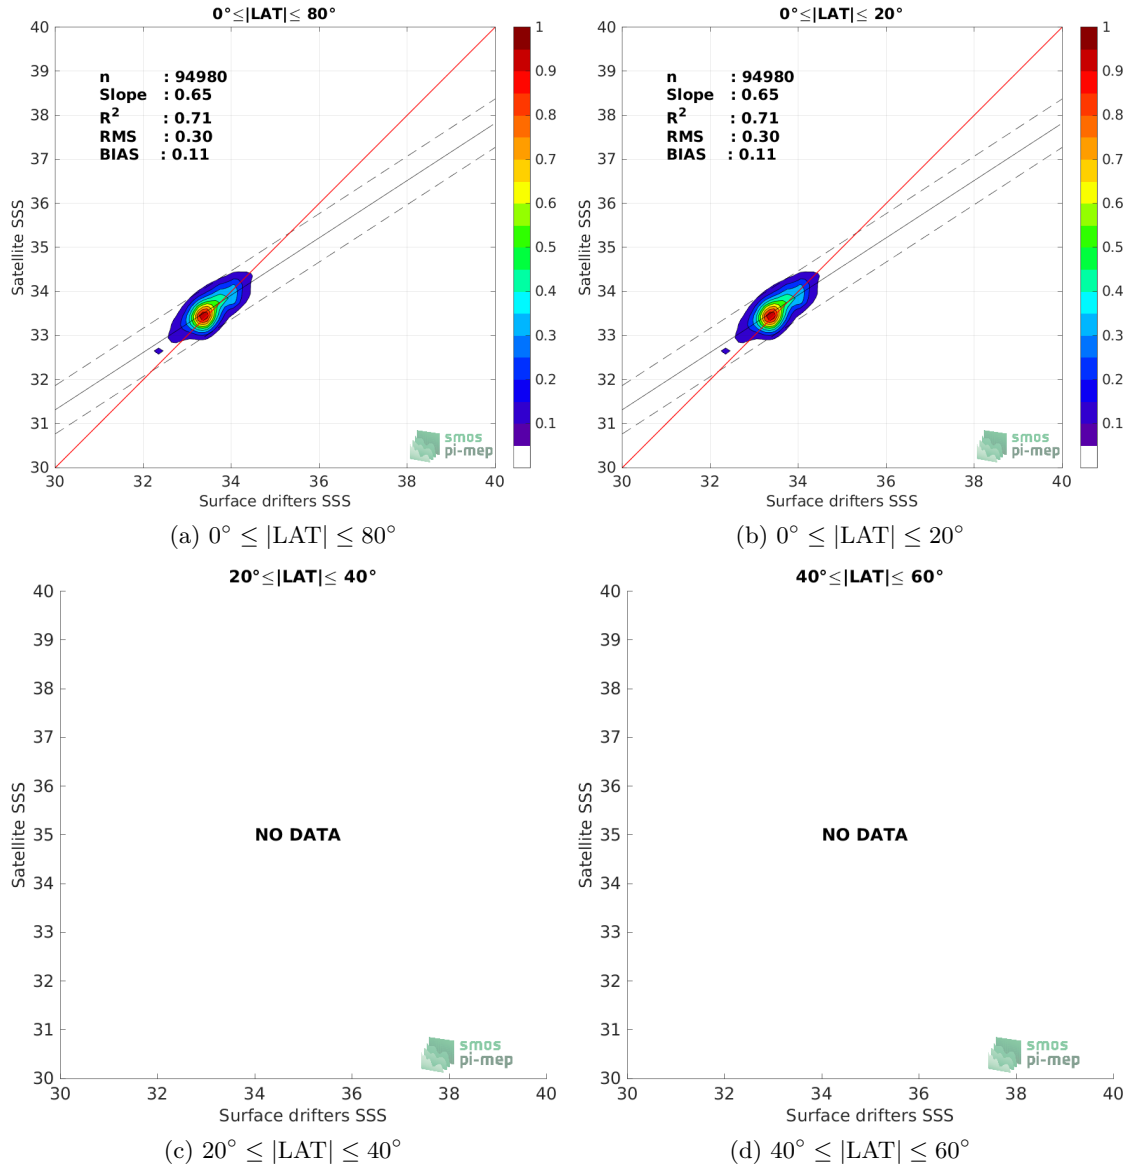 0°≤|LAT|≤ 80°
40
39
38
37
36
35
34
33
32
31
30
Satellite SSS
n : 94980
Slope : 0.65
R² : 0.71
RMS : 0.30
BIAS : 0.11
smos
pi-mep
30 32 34 36 38 40
Surface drifters SSS
1
0.9
0.8
0.7
0.6
0.5
0.4
0.3
0.2
0.1
(a) 0° ≤ |LAT| ≤ 80°
0°≤|LAT|≤ 20°
40
39
38
37
36
35
34
33
32
31
30
Satellite SSS
n : 94980
Slope : 0.65
R² : 0.71
RMS : 0.30
BIAS : 0.11
smos
pi-mep
30 32 34 36 38 40
Surface drifters SSS
1
0.9
0.8
0.7
0.6
0.5
0.4
0.3
0.2
0.1
(b) 0° ≤ |LAT| ≤ 20°
20°≤|LAT|≤ 40°
40
39
38
37
36
35
34
33
32
31
30
Satellite SSS
NO DATA
smos
pi-mep
30 32 34 36 38 40
Surface drifters SSS
(c) 20° ≤ |LAT| ≤ 40°
40°≤|LAT|≤ 60°
40
39
38
37
36
35
34
33
32
31
30
Satellite SSS
NO DATA
smos
pi-mep
30 32 34 36 38 40
Surface drifters SSS
(d) 40° ≤ |LAT| ≤ 60°